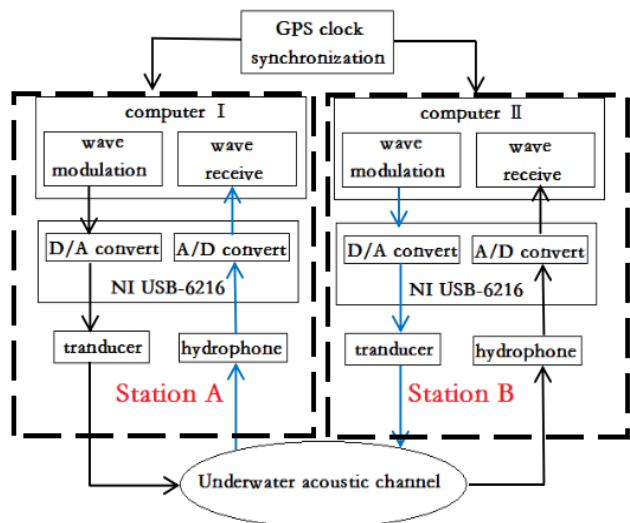 GPS clock
synchronization
computer I
wave
modulation
wave
receive
D/A convert
A/D convert
NI USB-6216
tranducer
hydrophone
Station A
computer II
wave
modulation
wave
receive
D/A convert
A/D convert
NI USB-6216
tranducer
hydrophone
Station B
Underwater acoustic channel